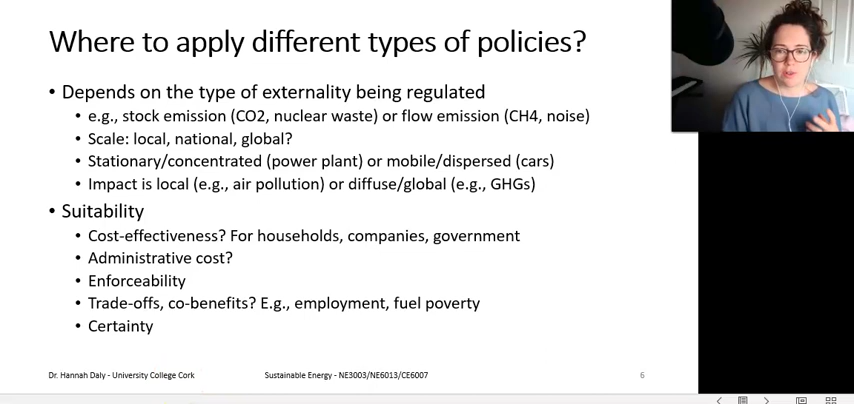 Where to apply different types of policies?
• Depends on the type of externality being regulated
• e.g., stock emission (CO2, nuclear waste) or flow emission (CH4, noise)
• Scale: local, national, global?
• Stationary/concentrated (power plant) or mobile/dispersed (cars)
• Impact is local (e.g., air pollution) or diffuse/global (e.g., GHGs)
• Suitability
• Cost-effectiveness? For households, companies, government
• Administrative cost?
• Enforceability
• Trade-offs, co-benefits? E.g., employment, fuel poverty
• Certainty
Dr. Hannah Daly - University College Cork
Sustainable Energy - NE3003/NE6013/CE6007
6